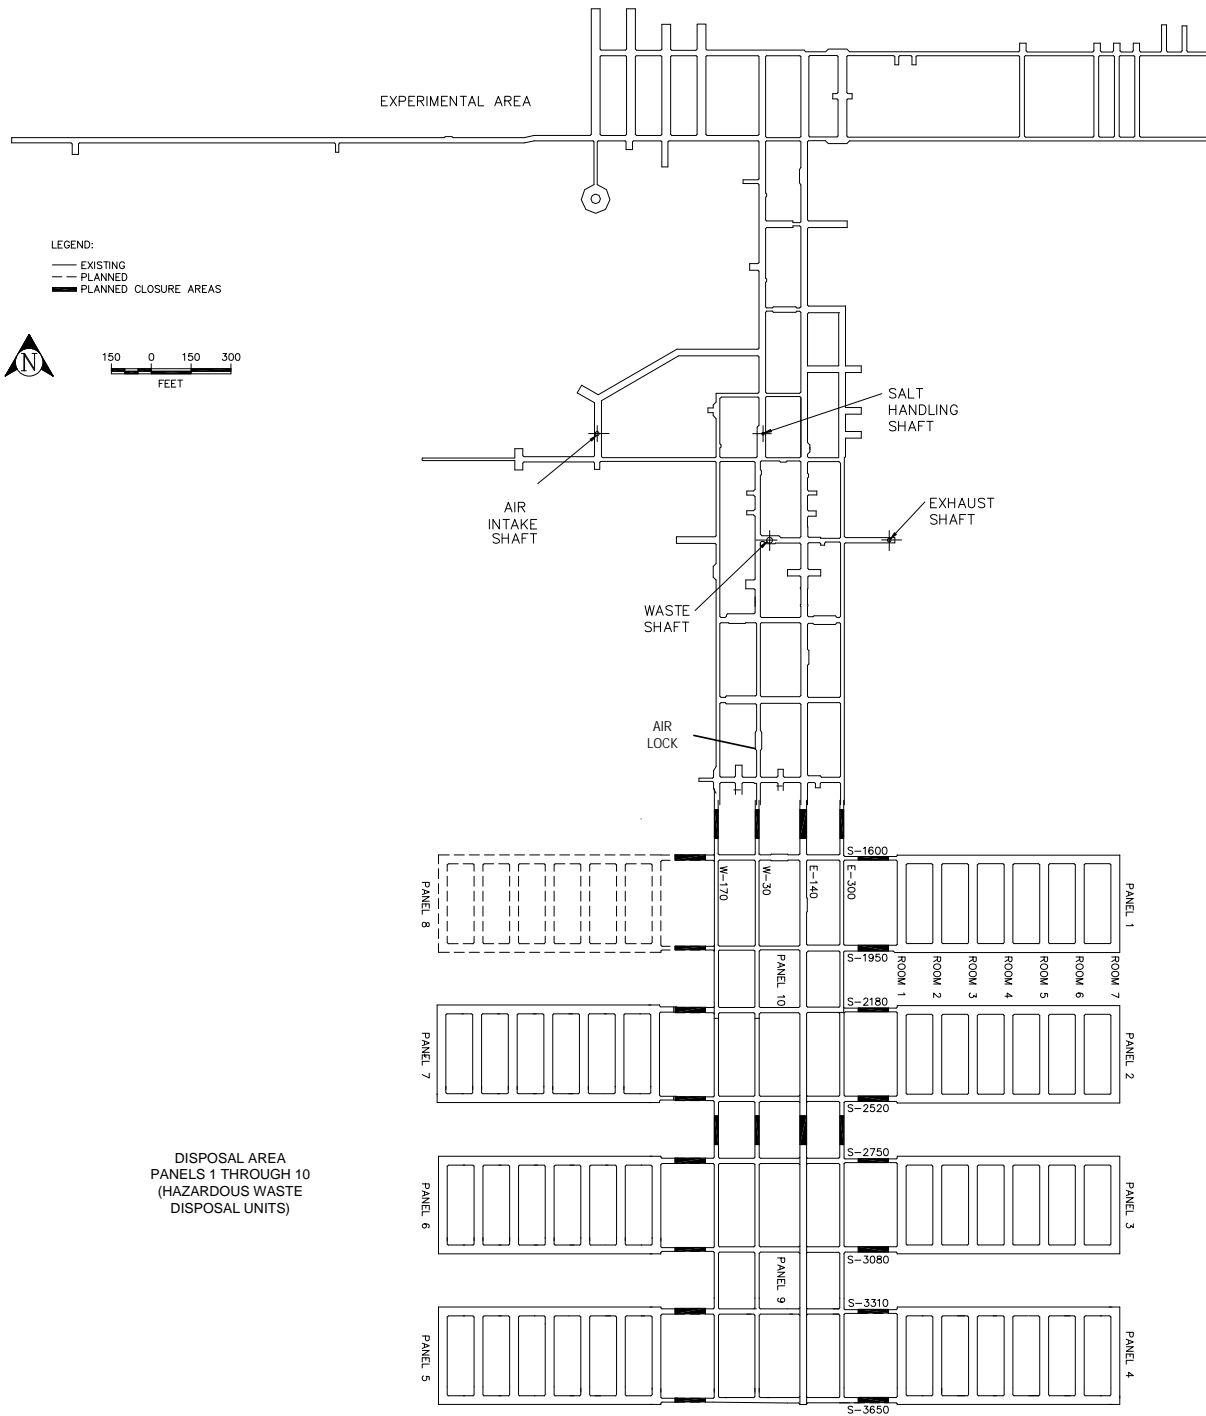 EXPERIMENTAL AREA
LEGEND:
EXISTING
PLANNED
PLANNED CLOSURE AREAS
N
150 0 150 300
FEET
SALT
HANDLING
SHAFT
AIR
INTAKE
SHAFT
EXHAUST
SHAFT
WASTE
SHAFT
AIR
LOCK
S-1600
W-170
W-30
E-140
E-300
PANEL 8
PANEL 1
S-1950
PANEL 10
ROOM 1
ROOM 2
ROOM 3
ROOM 4
ROOM 5
ROOM 6
ROOM 7
S-2180
PANEL 7
PANEL 2
S-2520
S-2750
DISPOSAL AREA
PANELS 1 THROUGH 10
(HAZARDOUS WASTE
DISPOSAL UNITS)
PANEL 6
PANEL 3
S-3080
PANEL 9
S-3310
PANEL 5
PANEL 4
S-3650